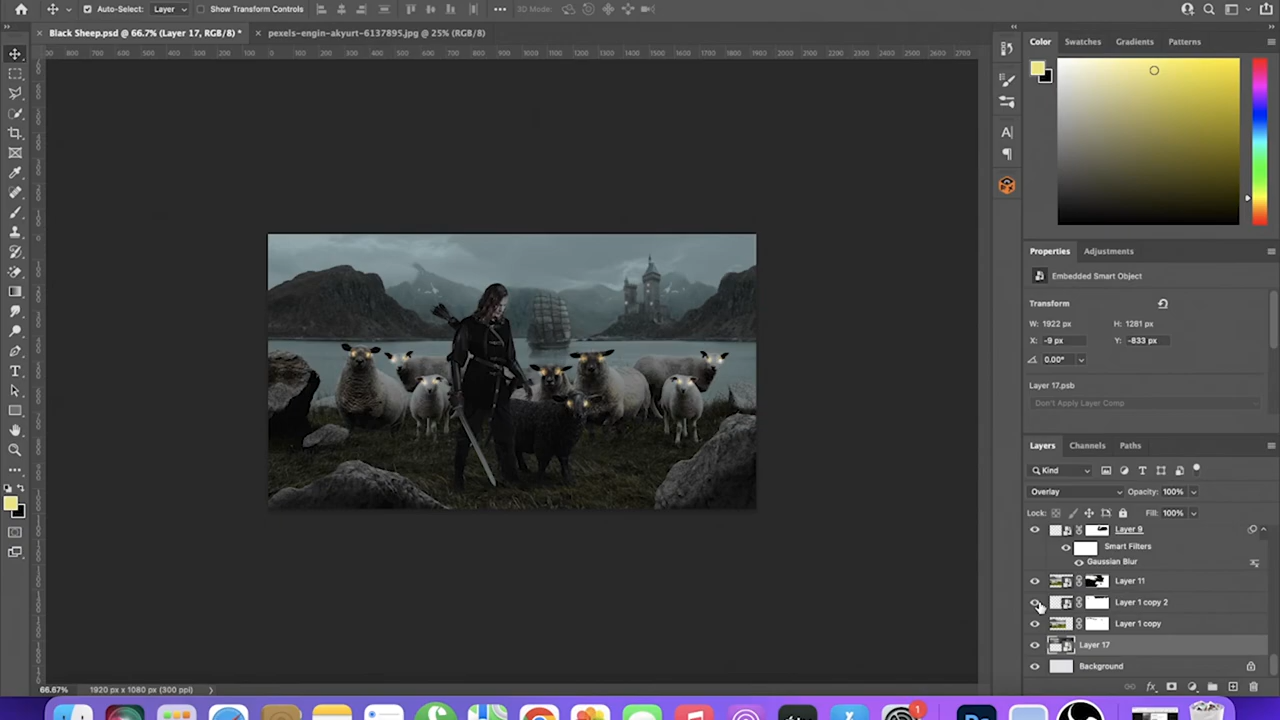 Auto-Select: Layer Show Transform Controls 3D Mode:
Black Sheep.psd @ 66.7% (Layer 17, RGB/8) * pexels-engin-akyurt-6137895.jpg @ 25% (RGB/8)
Color Swatches Gradients Patterns
Properties Adjustments
Embedded Smart Object
Transform
W: 1922 px H: 1281 px
X: -9 px Y: -833 px
0.00°
Layer 17.psb
Don't Apply Layer Comp
Layers Channels Paths
Kind
Overlay Opacity: 100%
Lock: Fill: 100%
Layer 9
Smart Filters
Gaussian Blur
Layer 11
Layer 1 copy 2
Layer 1 copy
Layer 17
Background
66.67% 1920 px x 1080 px (300 ppi)
1
Ps